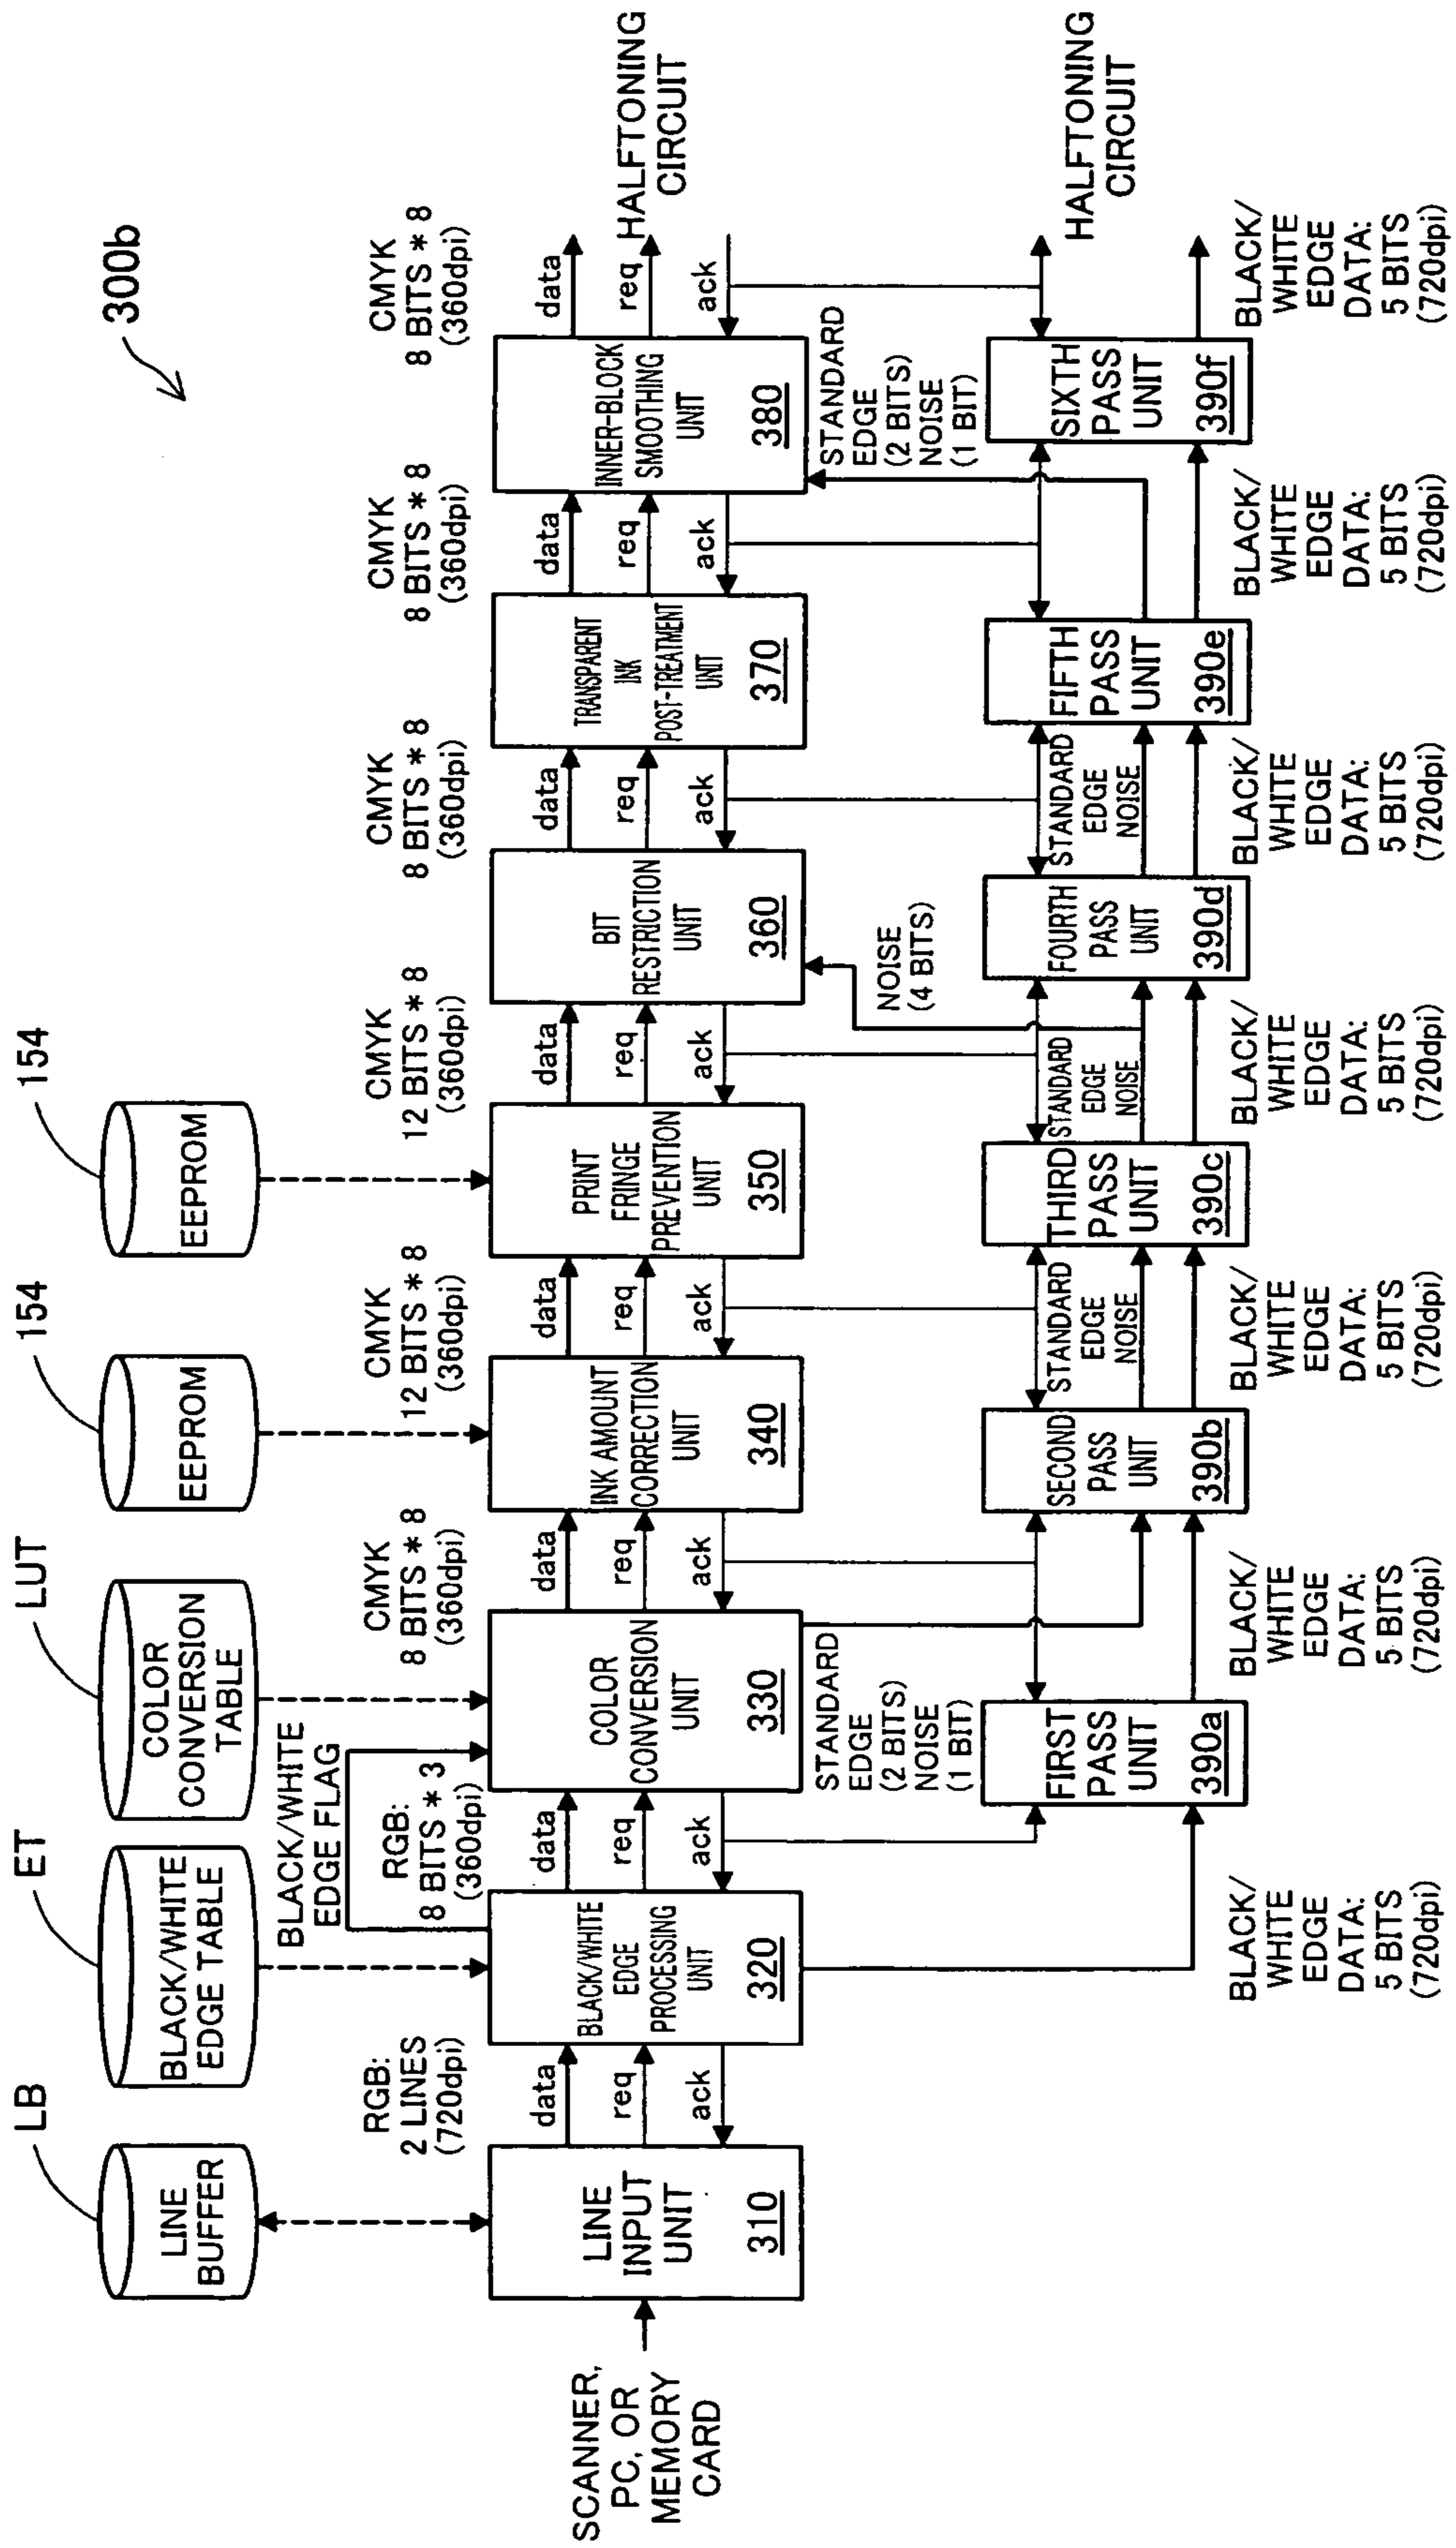 300b
LB
ET
LUT
154
154
LINE
BUFFER
BLACK/WHITE
EDGE TABLE
COLOR
CONVERSION
TABLE
EEPROM
EEPROM
BLACK/WHITE
EDGE FLAG
RGB:
2 LINES
(720dpi)
RGB:
8 BITS * 3
(360dpi)
CMYK
8 BITS * 8
(360dpi)
CMYK
12 BITS * 8
(360dpi)
CMYK
12 BITS * 8
(360dpi)
CMYK
8 BITS * 8
(360dpi)
CMYK
8 BITS * 8
(360dpi)
CMYK
8 BITS * 8
(360dpi)
SCANNER,
PC, OR
MEMORY
CARD
LINE
INPUT
UNIT
310
data
req
ack
BLACK/WHITE
EDGE
PROCESSING
UNIT
320
data
req
ack
COLOR
CONVERSION
UNIT
330
data
req
ack
INK AMOUNT
CORRECTION
UNIT
340
data
req
ack
PRINT
FRINGE
PREVENTION
UNIT
350
data
req
ack
BIT
RESTRICTION
UNIT
360
data
req
ack
TRANSPARENT
INK
POST-TREATMENT
UNIT
370
data
req
ack
INNER-BLOCK
SMOOTHING
UNIT
380
data
req
ack
HALFTONING
CIRCUIT
STANDARD
EDGE
(2 BITS)
NOISE
(1 BIT)
NOISE
(4 BITS)
STANDARD
EDGE
(2 BITS)
NOISE
(1 BIT)
FIRST
PASS
UNIT
390a
SECOND
PASS
UNIT
390b
STANDARD
EDGE
NOISE
THIRD
PASS
UNIT
390c
STANDARD
EDGE
NOISE
FOURTH
PASS
UNIT
390d
STANDARD
EDGE
NOISE
FIFTH
PASS
UNIT
390e
SIXTH
PASS
UNIT
390f
HALFTONING
CIRCUIT
BLACK/
WHITE
EDGE
DATA:
5 BITS
(720dpi)
BLACK/
WHITE
EDGE
DATA:
5 BITS
(720dpi)
BLACK/
WHITE
EDGE
DATA:
5 BITS
(720dpi)
BLACK/
WHITE
EDGE
DATA:
5 BITS
(720dpi)
BLACK/
WHITE
EDGE
DATA:
5 BITS
(720dpi)
BLACK/
WHITE
EDGE
DATA:
5 BITS
(720dpi)
BLACK/
WHITE
EDGE
DATA:
5 BITS
(720dpi)